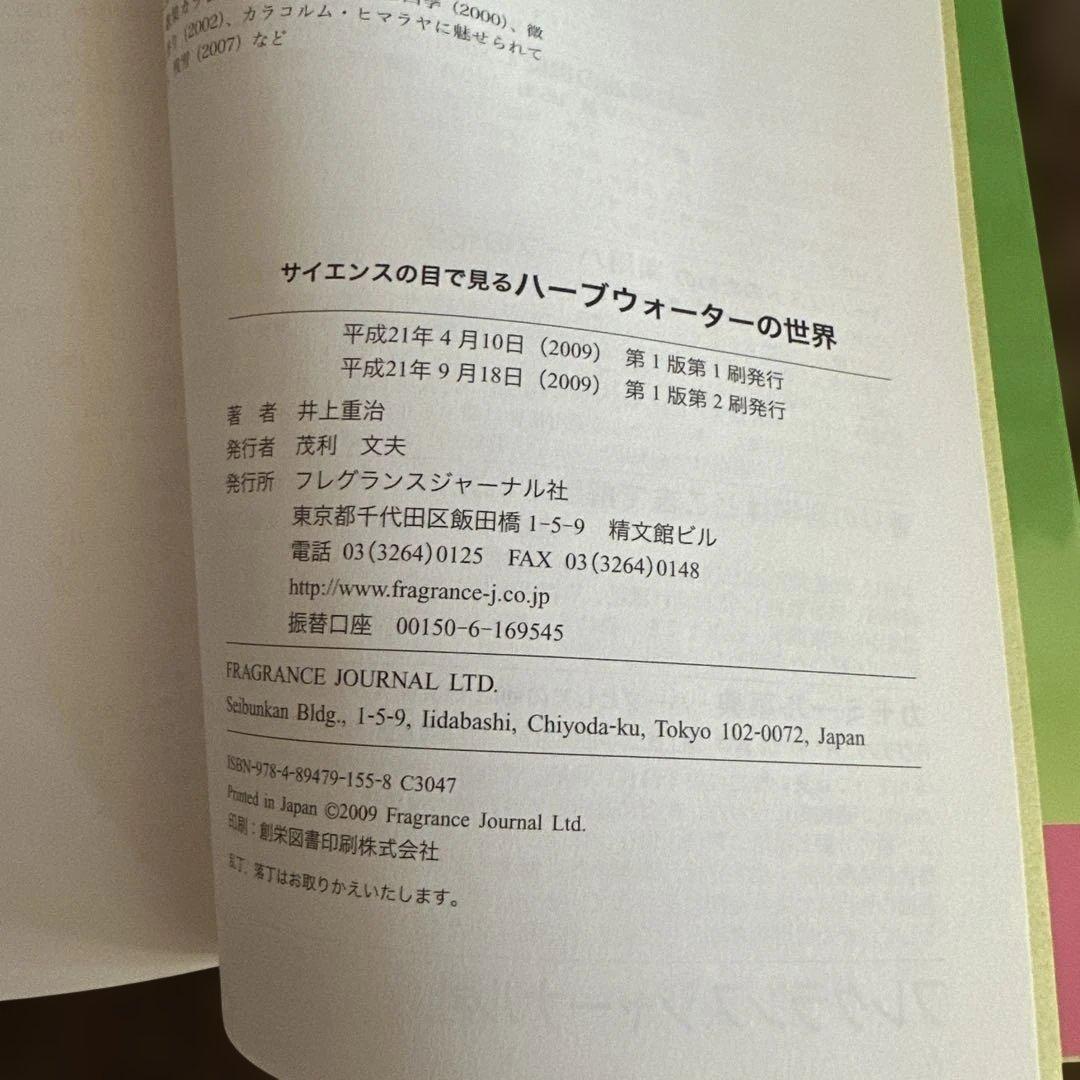 学（2000）、微
（2002）、カラコルム・ヒマラヤに魅せられて
（2007）など
サイエンスの目で見るハーブウォーターの世界
平成21年 4 月10日（2009） 第 1 版第 1 刷発行
平成21年 9 月18日（2009） 第 1 版第 2 刷発行
著 者 井上重治
発行者 茂利 文夫
発行所 フレグランスジャーナル社
東京都千代田区飯田橋 1-5-9 精文館ビル
電話 03(3264)0125 FAX 03(3264)0148
http://www.fragrance-j.co.jp
振替口座 00150-6-169545
FRAGRANCE JOURNAL LTD.
Seibunkan Bldg., 1-5-9, Iidabashi, Chiyoda-ku, Tokyo 102-0072, Japan
ISBN-978-4-89479-155-8 C3047
Printed in Japan ©2009 Fragrance Journal Ltd.
印刷：創栄図書印刷株式会社
乱丁、落丁はお取りかえいたします。